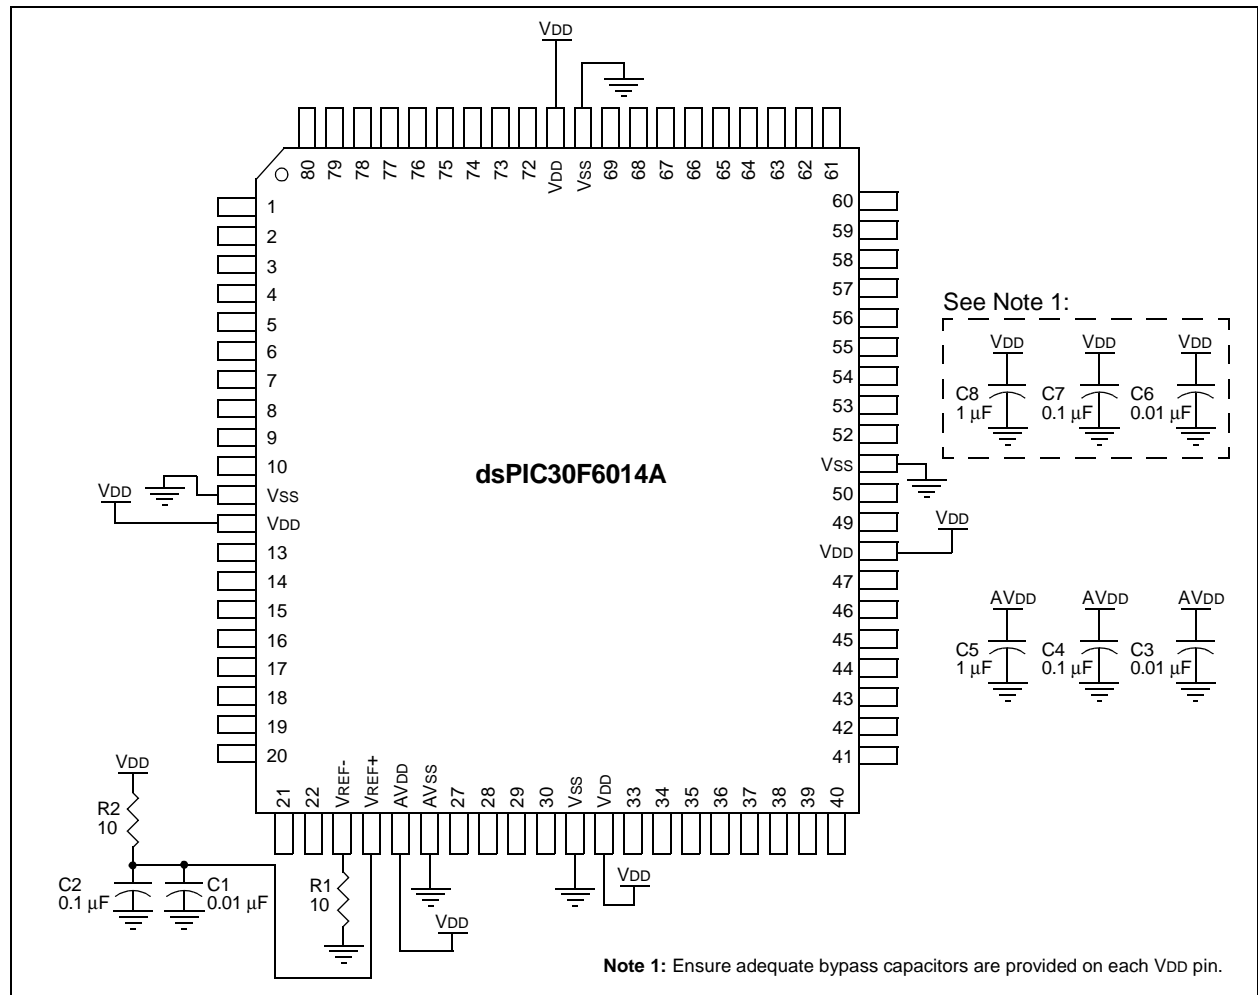 VDD
80 79 78 77 76 75 74 73 72 VDD VSS 69 68 67 66 65 64 63 62 61
1
2
3
4
5
6
7
8
9
10
VSS
VDD
13
14
15
16
17
18
19
20
VDD
dsPIC30F6014A
60
59
58
57
56
55
54
53
52
VSS
50
49
VDD
47
46
45
44
43
42
41
VDD
See Note 1:
VDD VDD VDD
C8 C7 C6
1 µF 0.1 µF 0.01 µF
AVDD AVDD AVDD
C5 C4 C3
1 µF 0.1 µF 0.01 µF
21 22 VREF- VREF+ AVDD AVSS 27 28 29 30 VSS VDD 33 34 35 36 37 38 39 40
VDD
R2
10
C2
0.1 µF
C1
0.01 µF
R1
10
VDD
VDD
Note 1: Ensure adequate bypass capacitors are provided on each VDD pin.